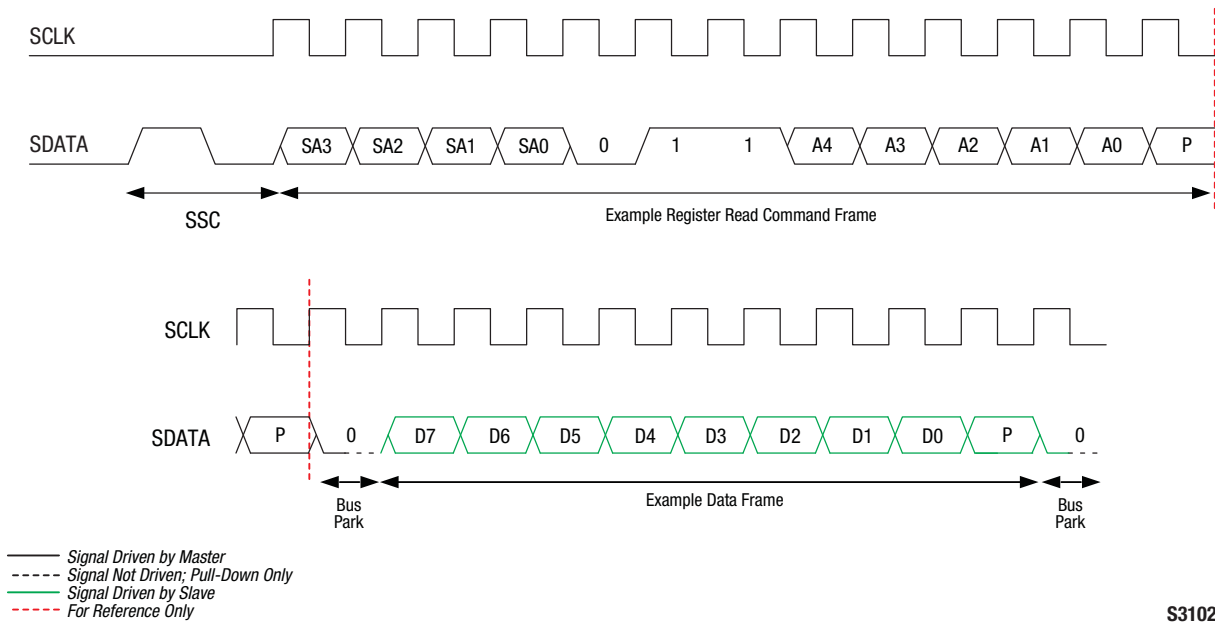 SCLK
SDATA SA3 SA2 SA1 SA0 0 1 1 A4 A3 A2 A1 A0 P
SSC
Example Register Read Command Frame
SCLK
SDATA P 0 D7 D6 D5 D4 D3 D2 D1 D0 P 0
Bus
Park
Example Data Frame
Bus
Park
Signal Driven by Master
Signal Not Driven; Pull-Down Only
Signal Driven by Slave
For Reference Only
S3102